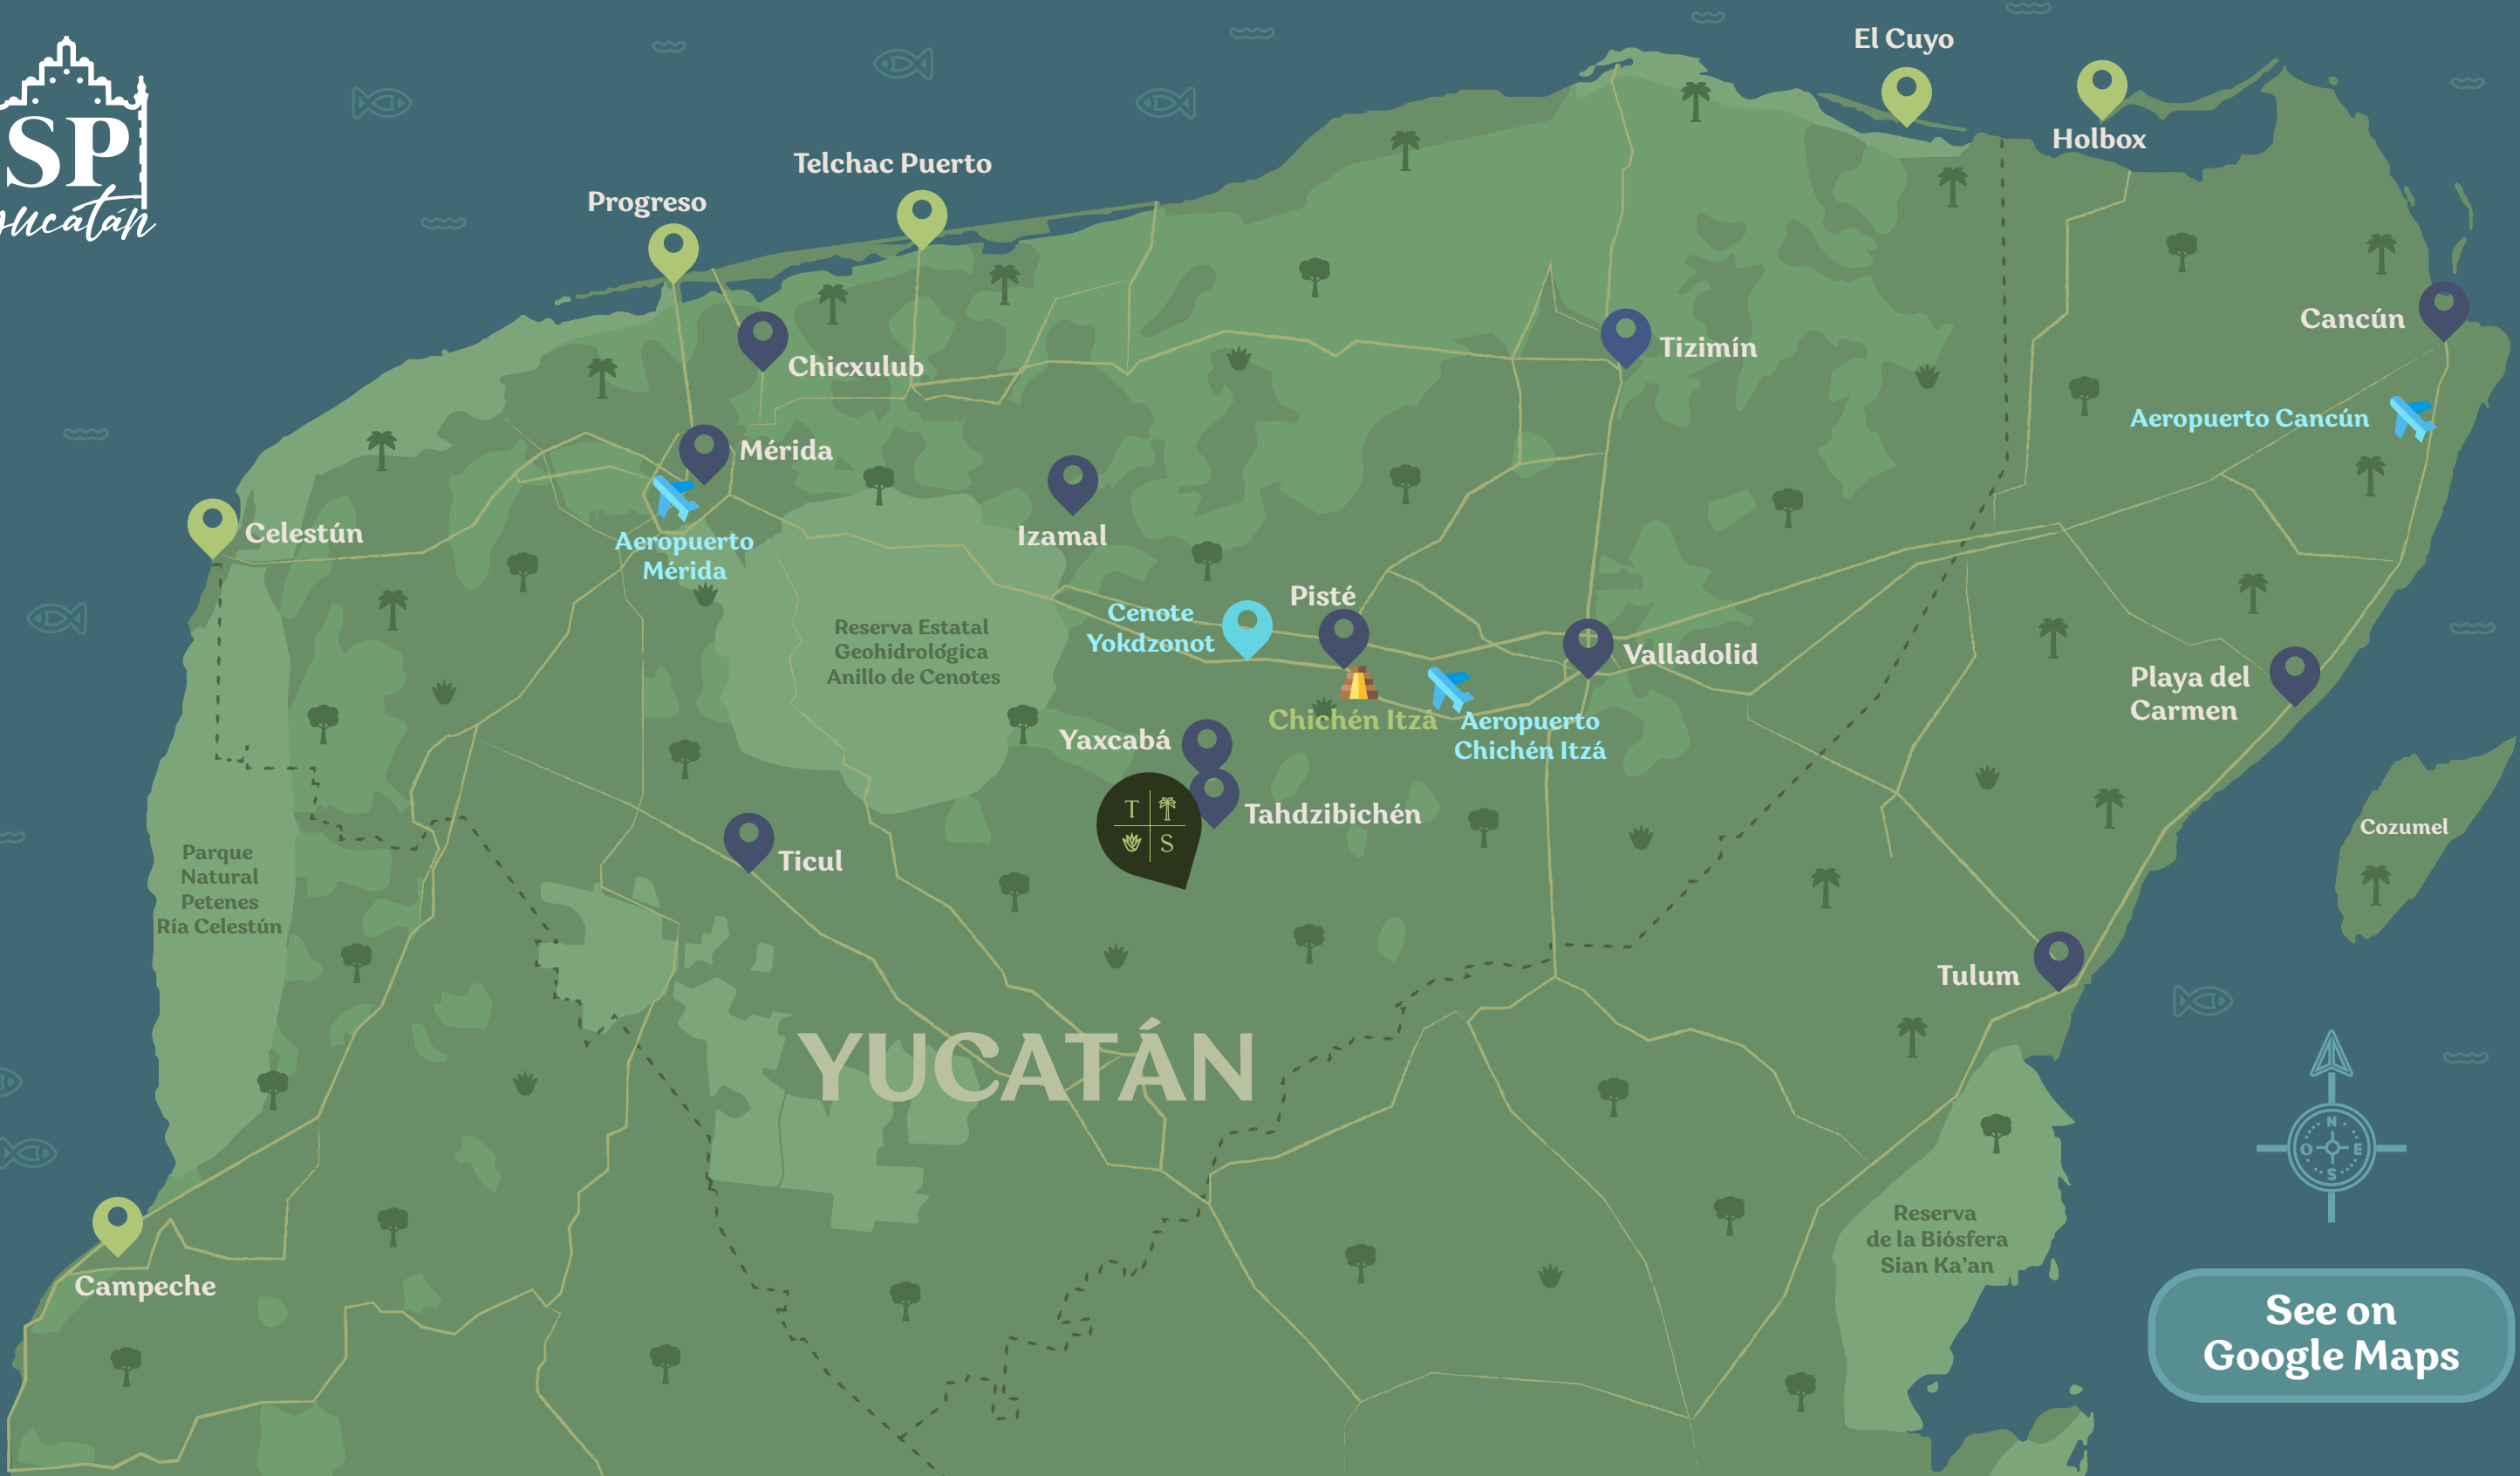 SP
yucatán
El Cuyo
Holbox
Telchac Puerto
Progreso
Cancún
Tizimín
Chicxulub
Aeropuerto Cancún
Mérida
Celestún
Izamal
Aeropuerto
Mérida
Pisté
Cenote
Yokdzonot
Reserva Estatal
Geohidrológica
Anillo de Cenotes
Valladolid
Playa del
Carmen
Chichén Itzá
Aeropuerto
Chichén Itzá
Yaxcabá
T
S
Tahdzibichén
Cozumel
Ticul
Parque
Natural
Petenes
Ría Celestún
Tulum
YUCATÁN
N
O
E
S
Reserva
de la Biósfera
Sian Ka’an
Campeche
See on
Google Maps